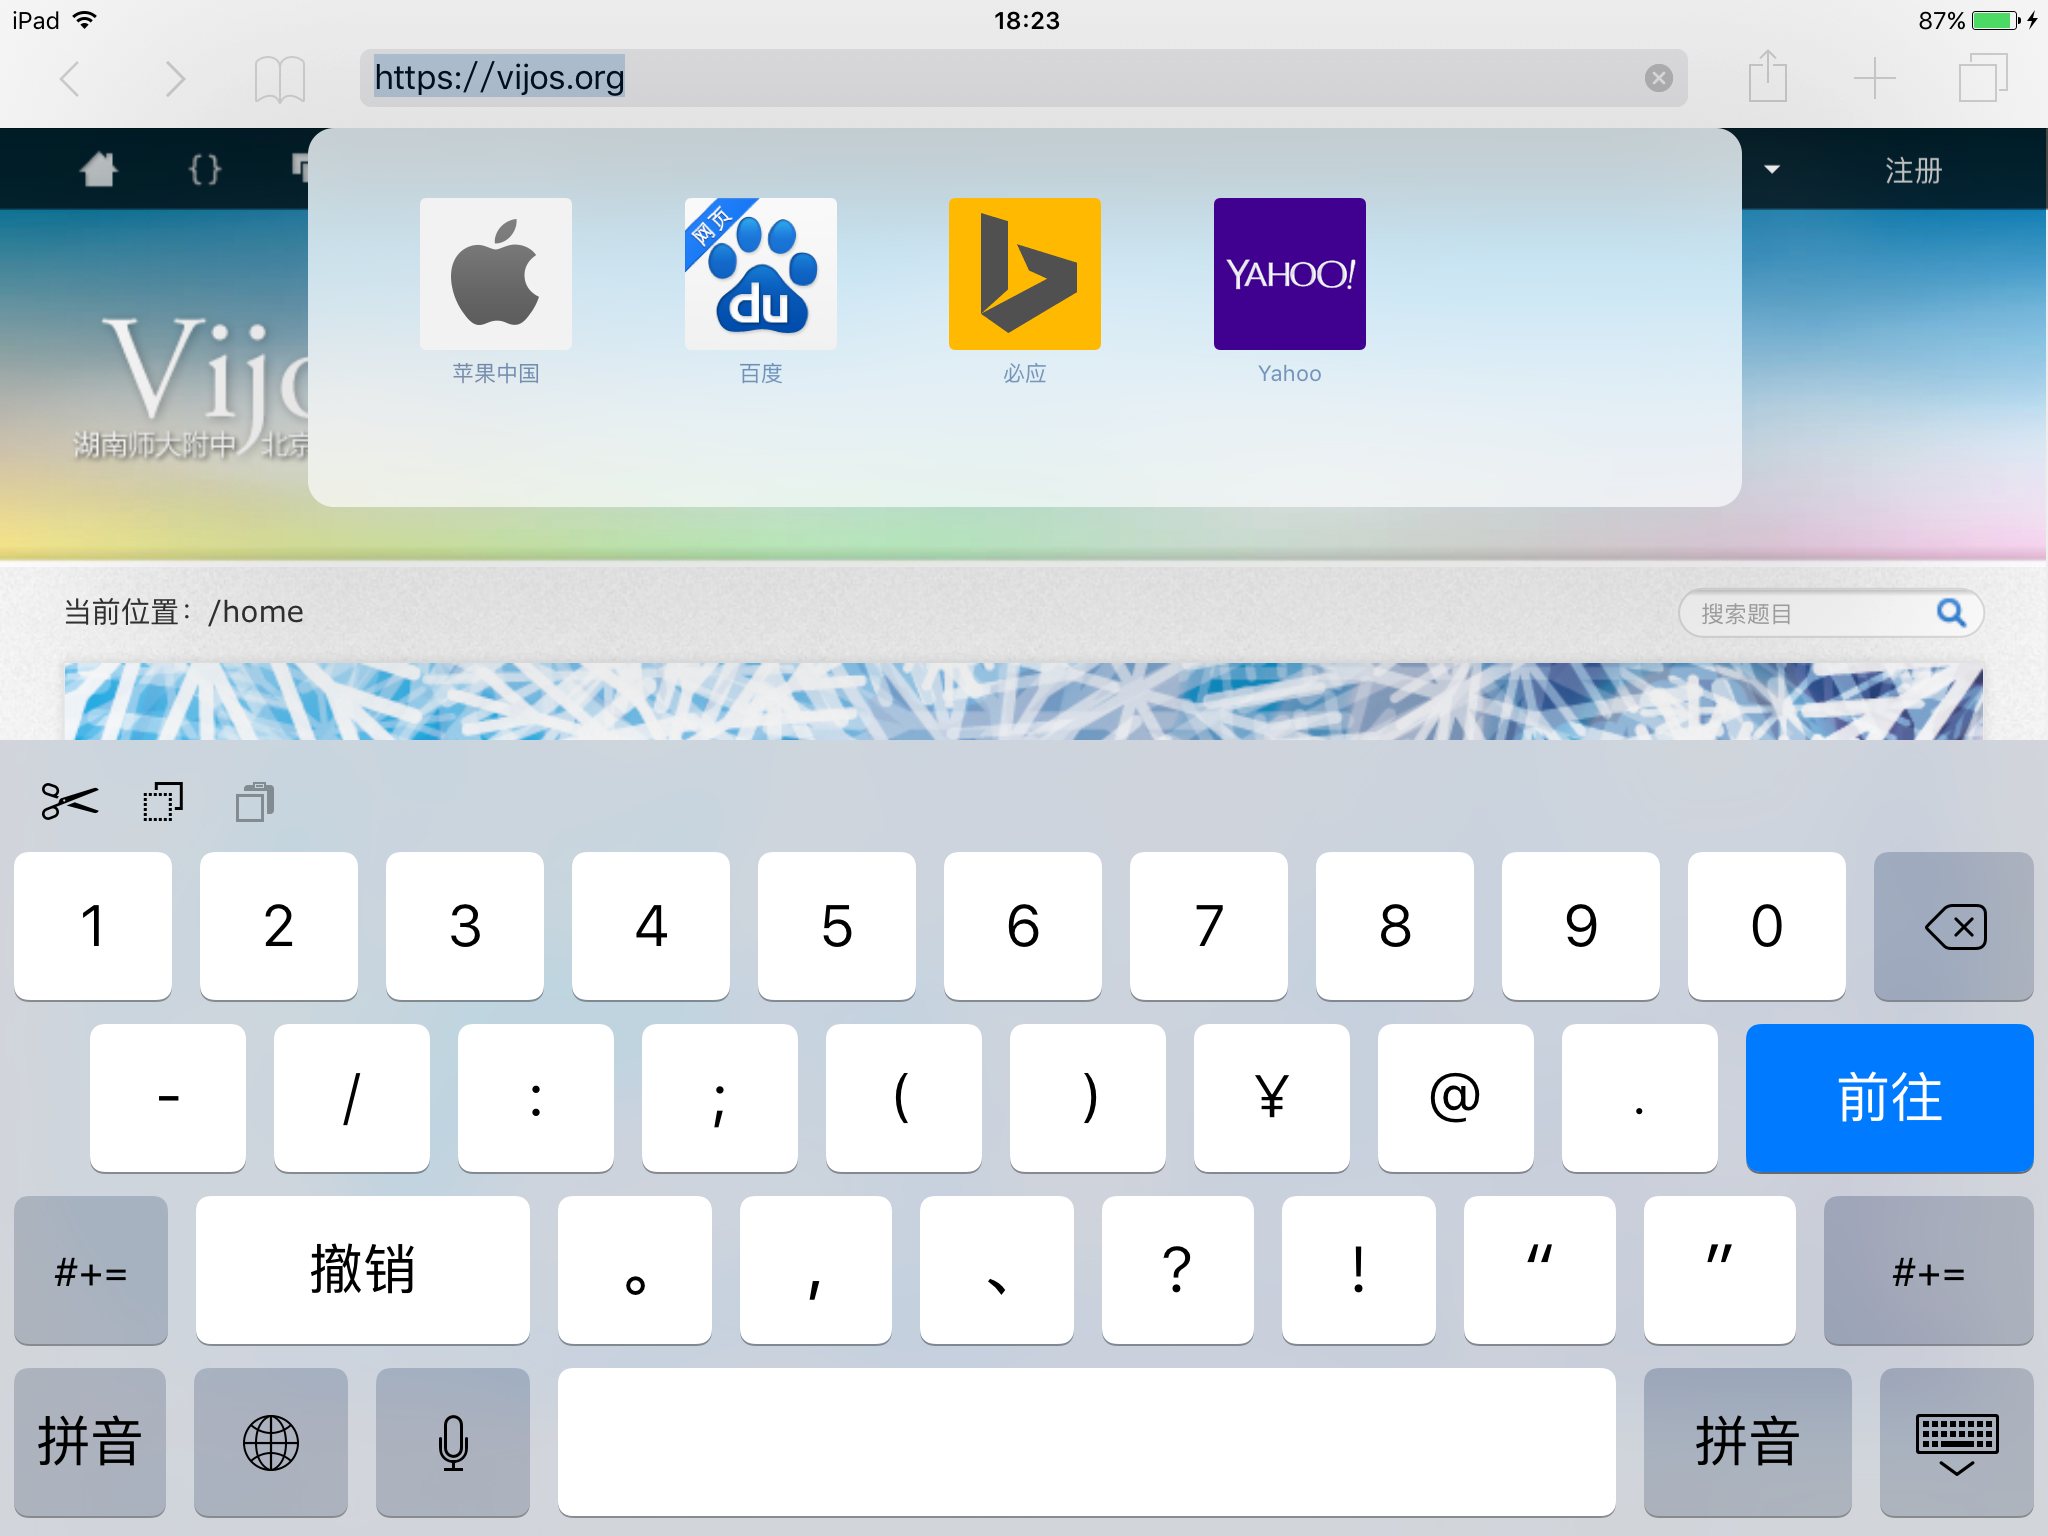 iPad 18:23 87%
https://vijos.org
{ } 注册
网页
du
YAHOO!
苹果中国 百度 必应 Yahoo
Vijo
湖南师大附中 北京
当前位置：/home 搜索题目
1 2 3 4 5 6 7 8 9 0
- / : ; ( ) ¥ @ . 前往
#+= 撤销 。 , 、 ? ! “ ” #+=
拼音 拼音